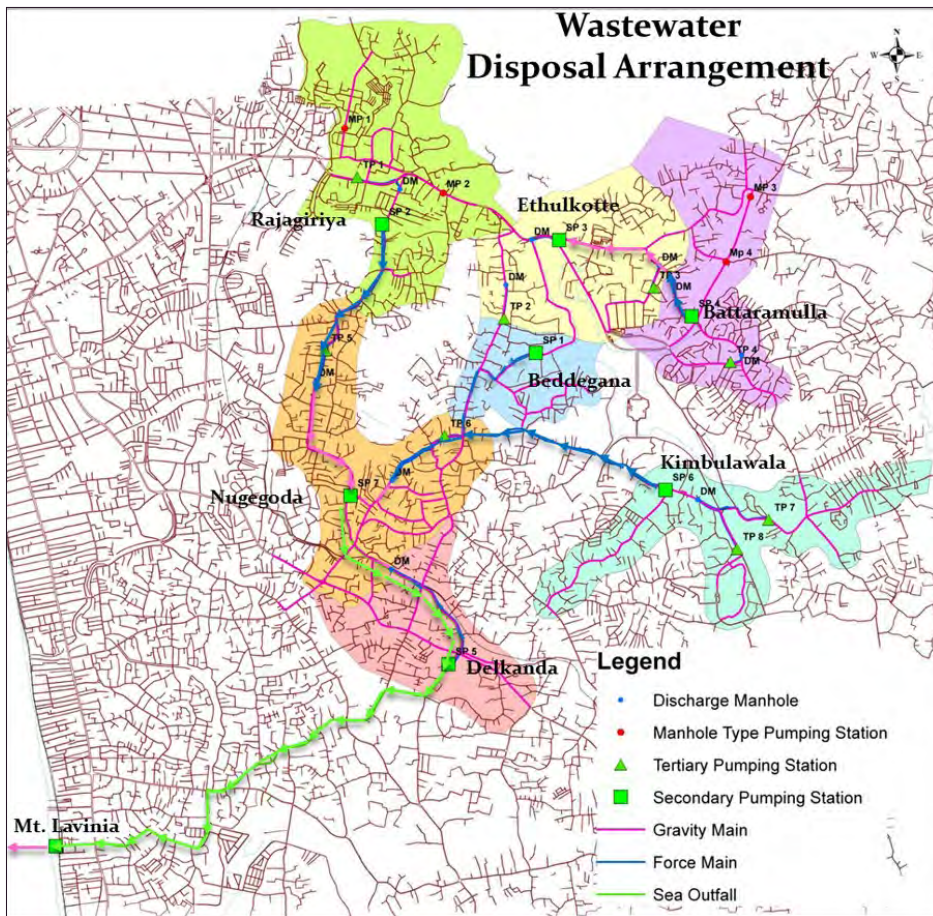 Wastewater
Disposal Arrangement
N
W E
S
MP 1
TP 1
DM
MP 2
MP 3
Ethulkotte
SP 2
Rajagiriya
DM
SP 3
DM
Mp 4
DM
TP 3
DM
SP 4
Battaramulla
TP 2
TP 5
SP 1
TP 4
DM
DM
Beddegana
TP 6
Kimbulawala
DM
SP 6
DM
Nugegoda
SP 7
TP 7
TP 8
DM
SP 5
Delkanda
Legend
Discharge Manhole
Manhole Type Pumping Station
Tertiary Pumping Station
Secondary Pumping Station
Gravity Main
Force Main
Sea Outfall
Mt. Lavinia